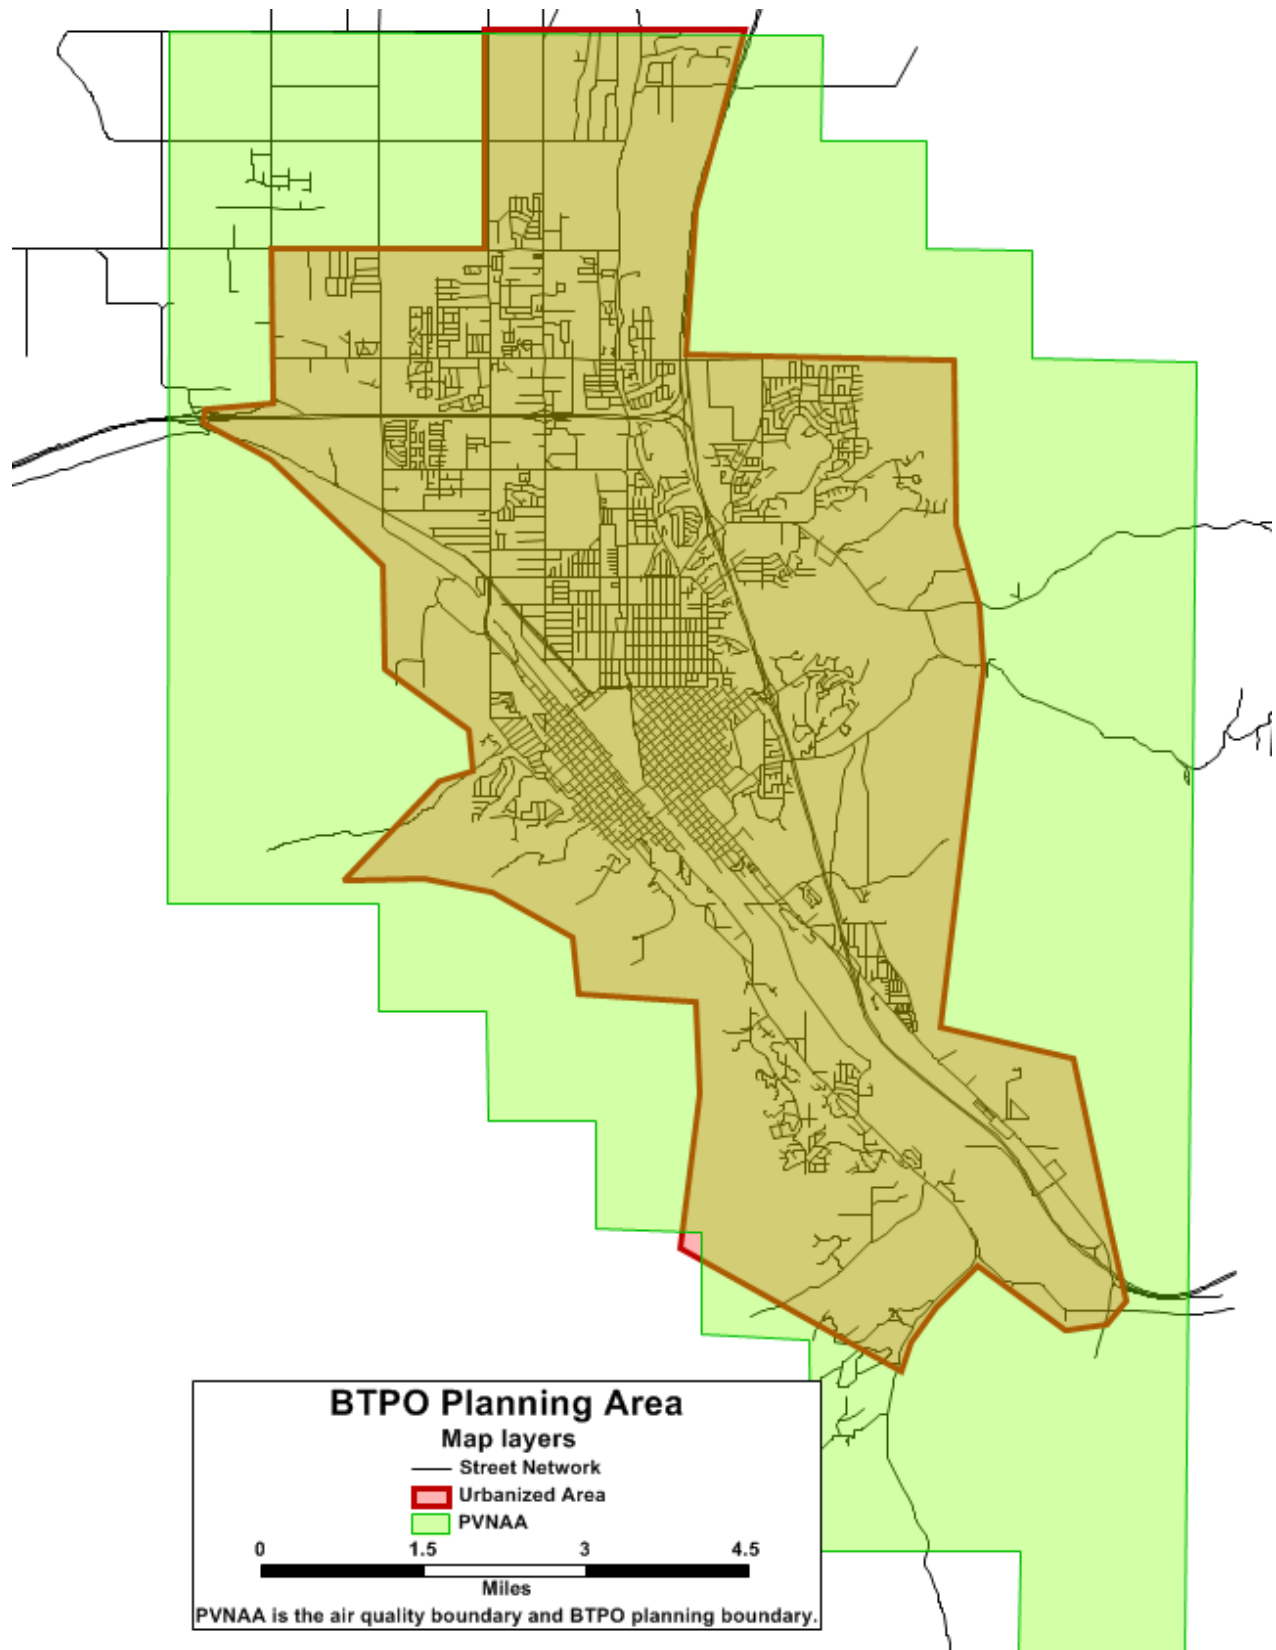 BTPO Planning Area
Map layers
Street Network
Urbanized Area
PVNAA
0 1.5 3 4.5
Miles
PVNAA is the air quality boundary and BTPO planning boundary.